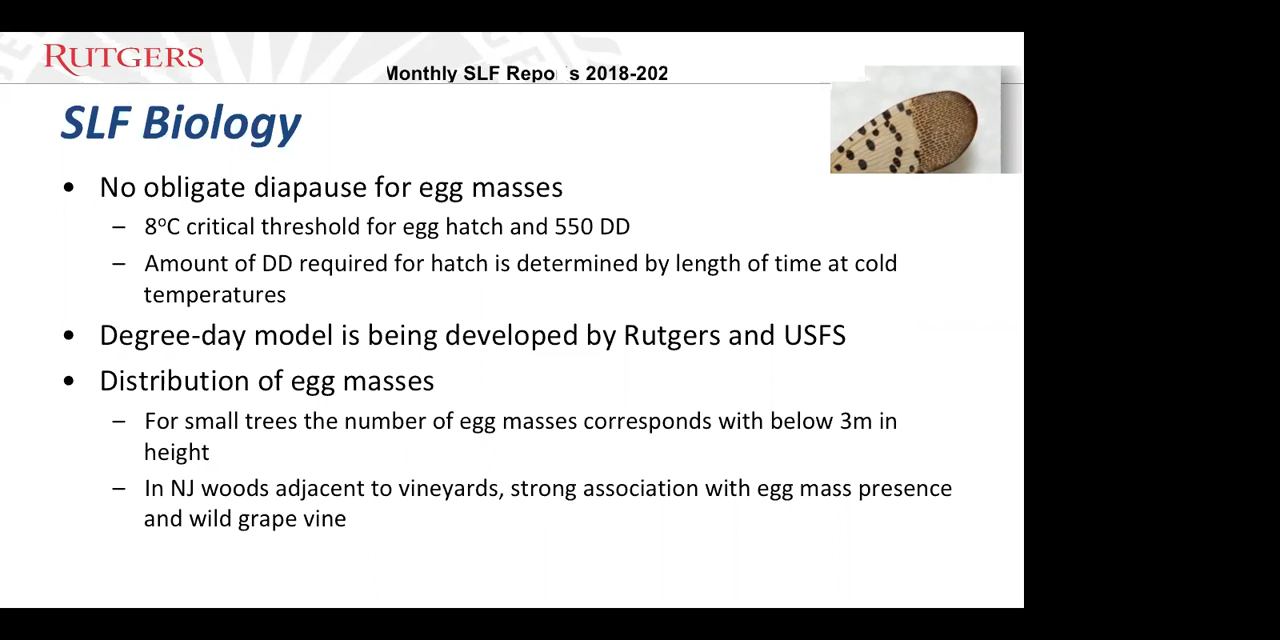 RUTGERS
Monthly SLF Repo s 2018-202
SLF Biology
• No obligate diapause for egg masses
– 8ºC critical threshold for egg hatch and 550 DD
– Amount of DD required for hatch is determined by length of time at cold
temperatures
• Degree-day model is being developed by Rutgers and USFS
• Distribution of egg masses
– For small trees the number of egg masses corresponds with below 3m in
height
– In NJ woods adjacent to vineyards, strong association with egg mass presence
and wild grape vine